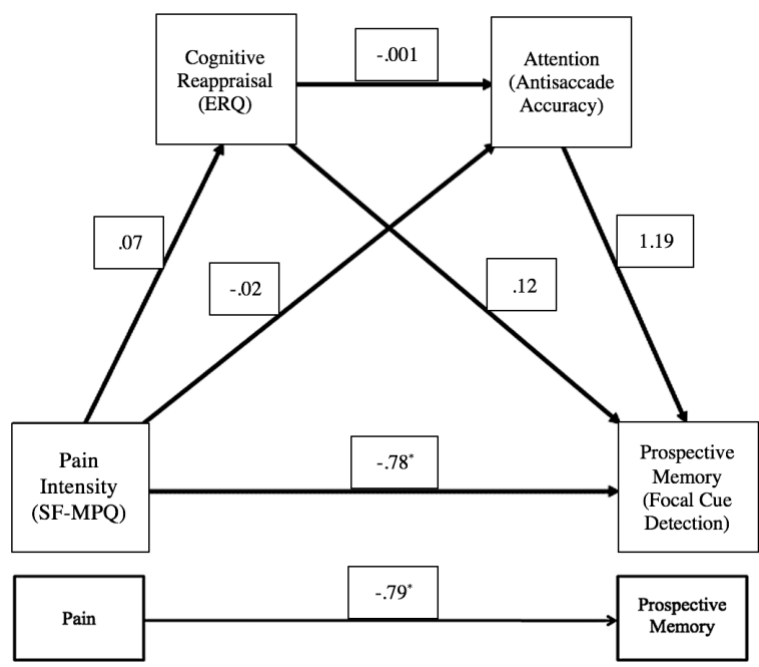 Cognitive
Reappraisal
(ERQ)
-.001
Attention
(Antisaccade
Accuracy)
.07
-.02
.12
1.19
Pain
Intensity
(SF-MPQ)
-.78*
Prospective
Memory
(Focal Cue
Detection)
Pain
-.79*
Prospective
Memory